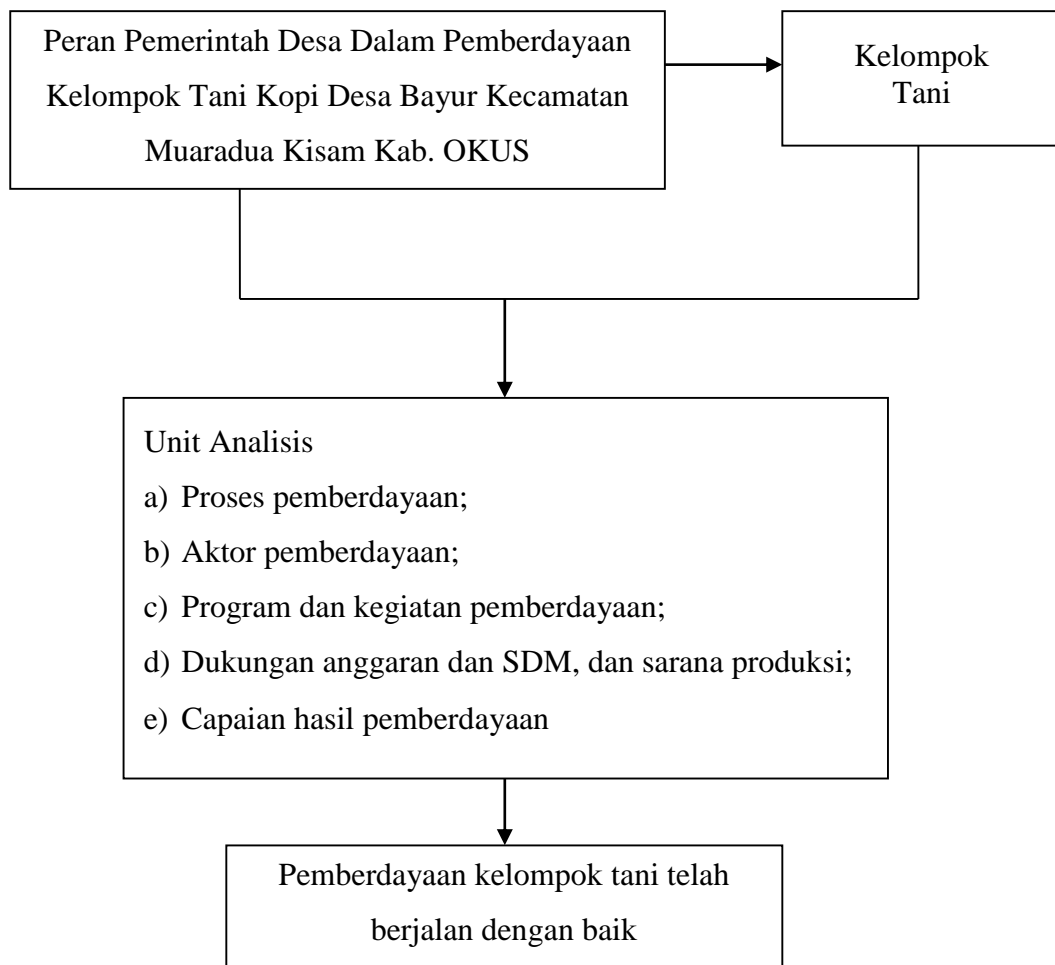 Peran Pemerintah Desa Dalam Pemberdayaan
Kelompok Tani Kopi Desa Bayur Kecamatan
Muaradua Kisam Kab. OKUS
Kelompok
Tani
Unit Analisis
a) Proses pemberdayaan;
b) Aktor pemberdayaan;
c) Program dan kegiatan pemberdayaan;
d) Dukungan anggaran dan SDM, dan sarana produksi;
e) Capaian hasil pemberdayaan
Pemberdayaan kelompok tani telah
berjalan dengan baik